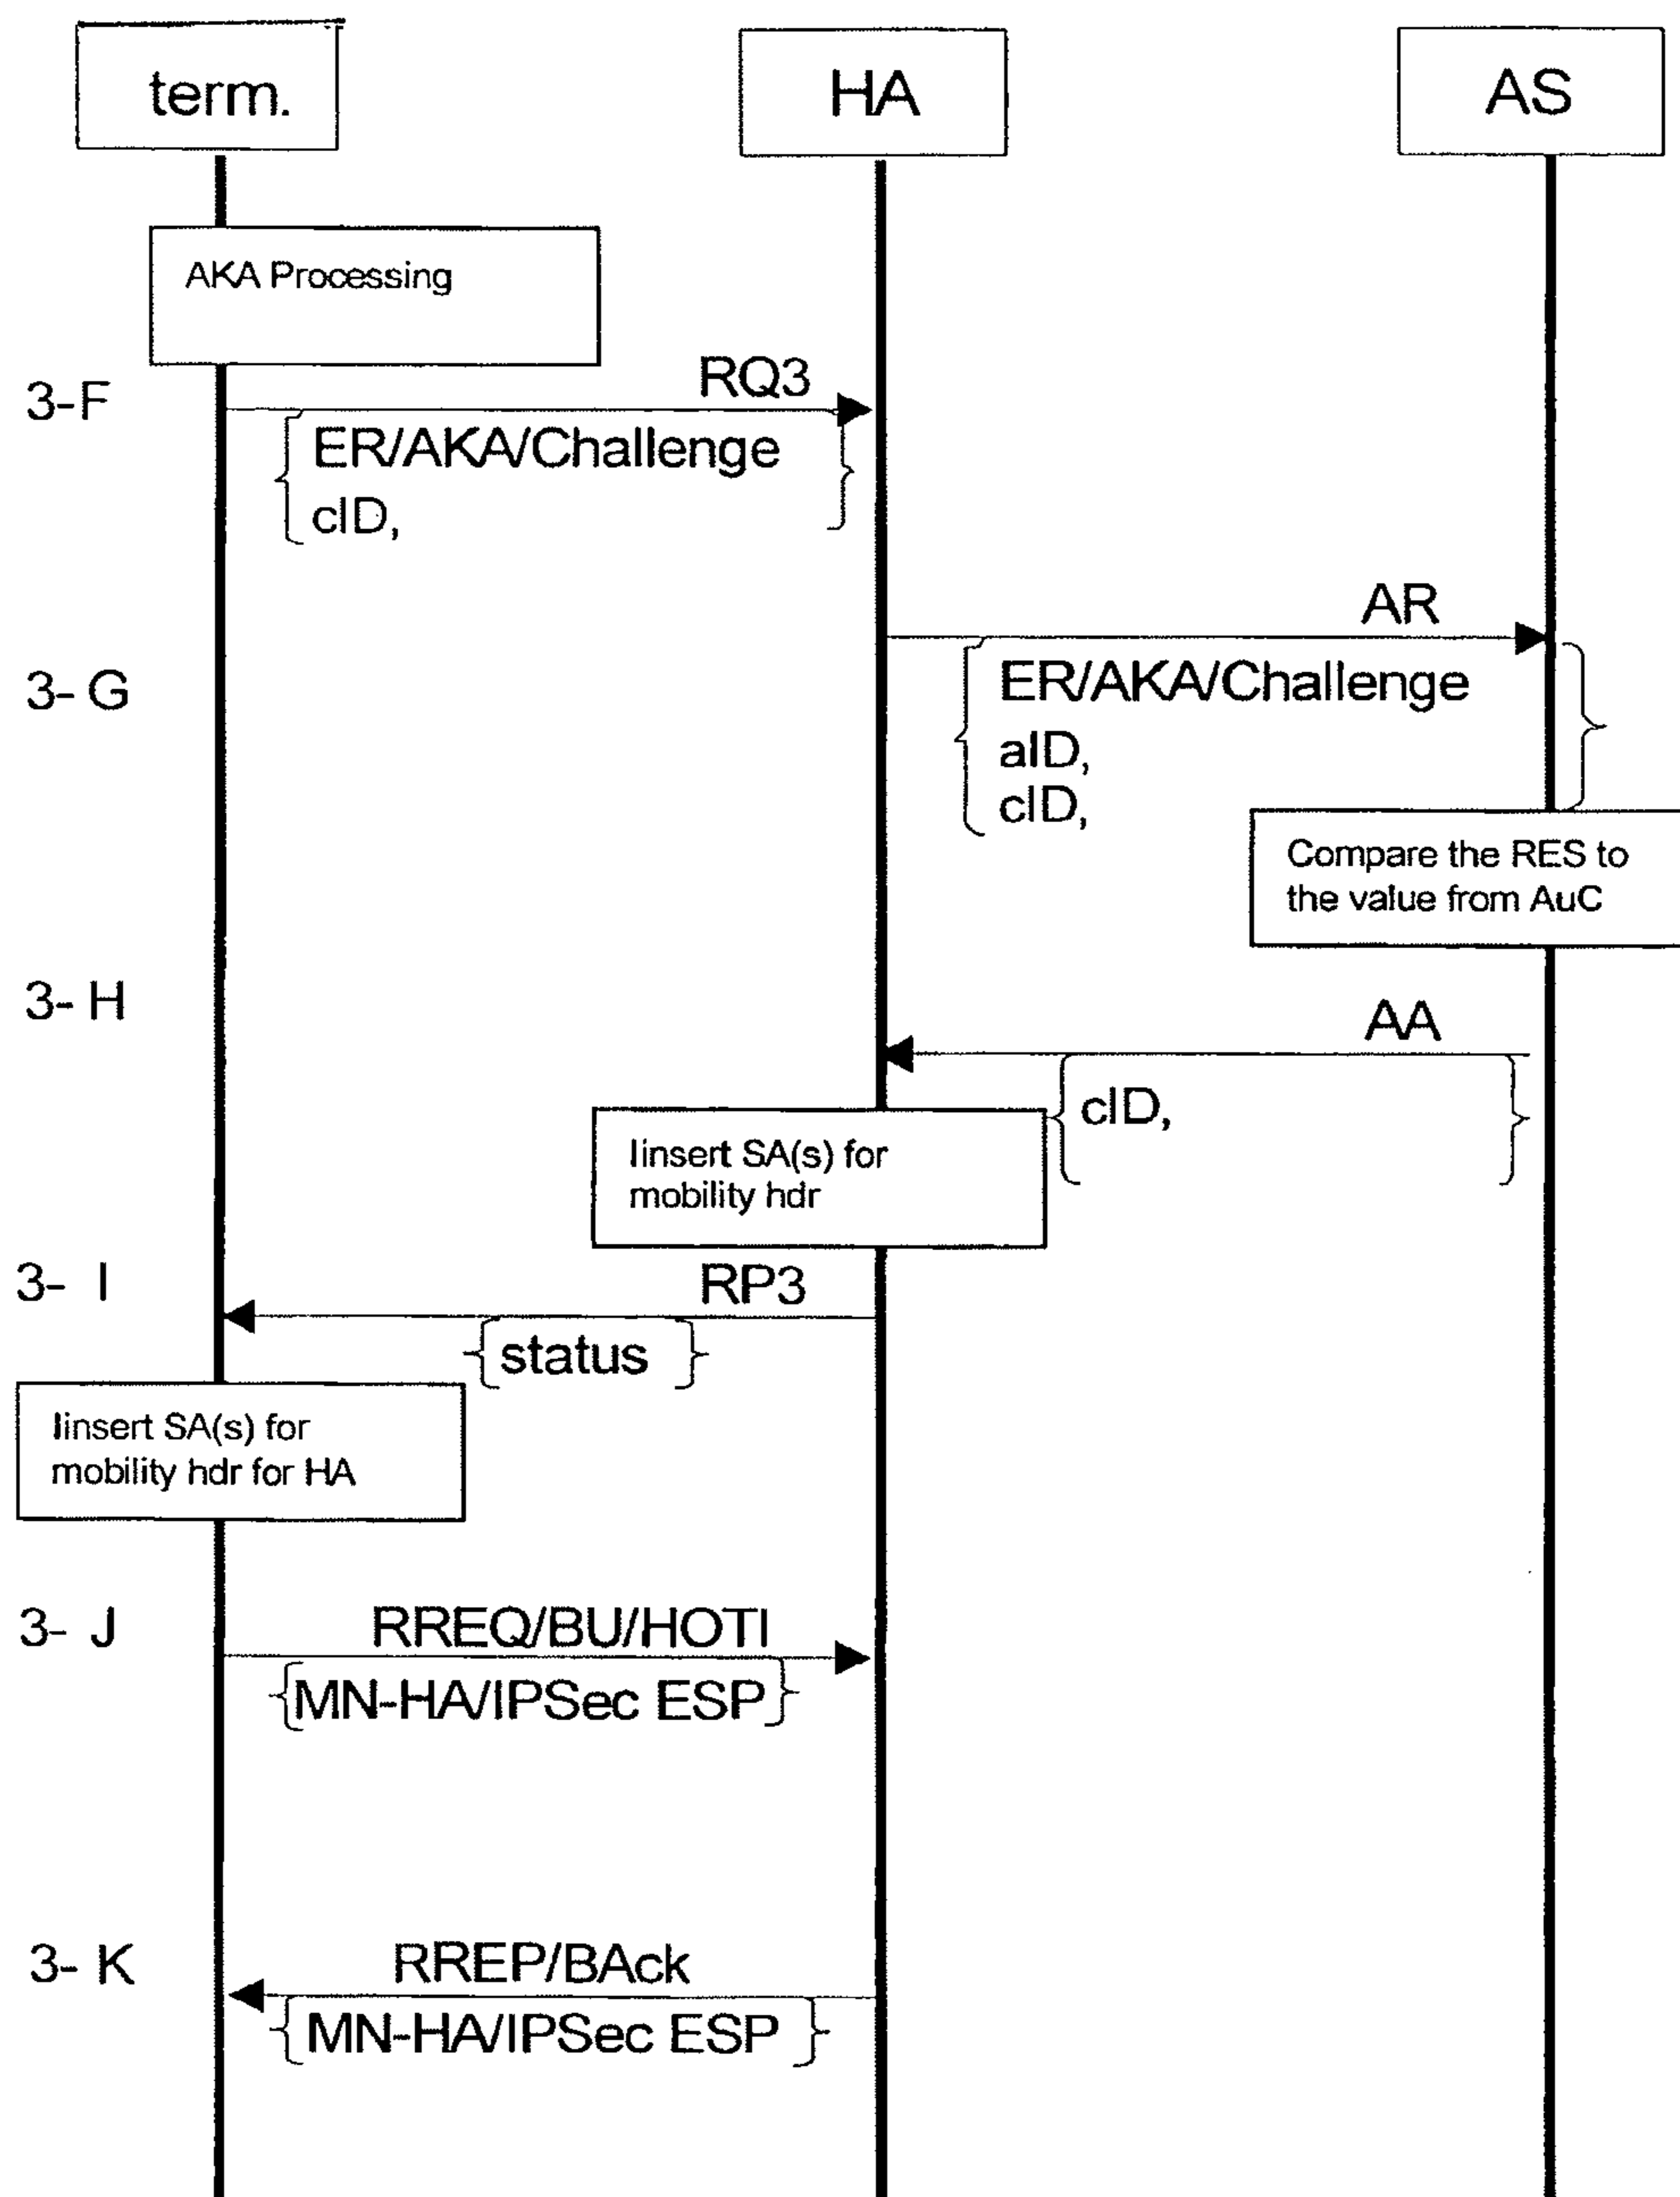 term.
HA
AS
AKA Processing
3-F
RQ3
ER/AKA/Challenge
cID,
AR
3- G
ER/AKA/Challenge
aID,
cID,
Compare the RES to
the value from AuC
3- H
AA
cID,
Iinsert SA(s) for
mobility hdr
3- I
RP3
status
Iinsert SA(s) for
mobility hdr for HA
3- J
RREQ/BU/HOTI
MN-HA/IPSec ESP
3- K
RREP/BAck
MN-HA/IPSec ESP